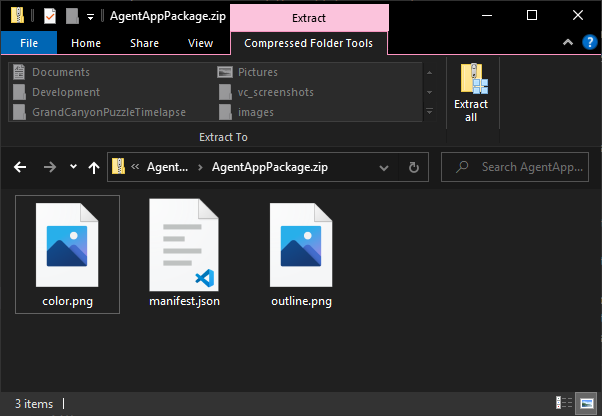 AgentAppPackage.zip
Extract
File Home Share View Compressed Folder Tools
Documents Pictures
Development vc_screenshots
GrandCanyonPuzzleTimelapse images
Extract all
Extract To
« Agent... › AgentAppPackage.zip
Search AgentApp...
color.png manifest.json outline.png
3 items